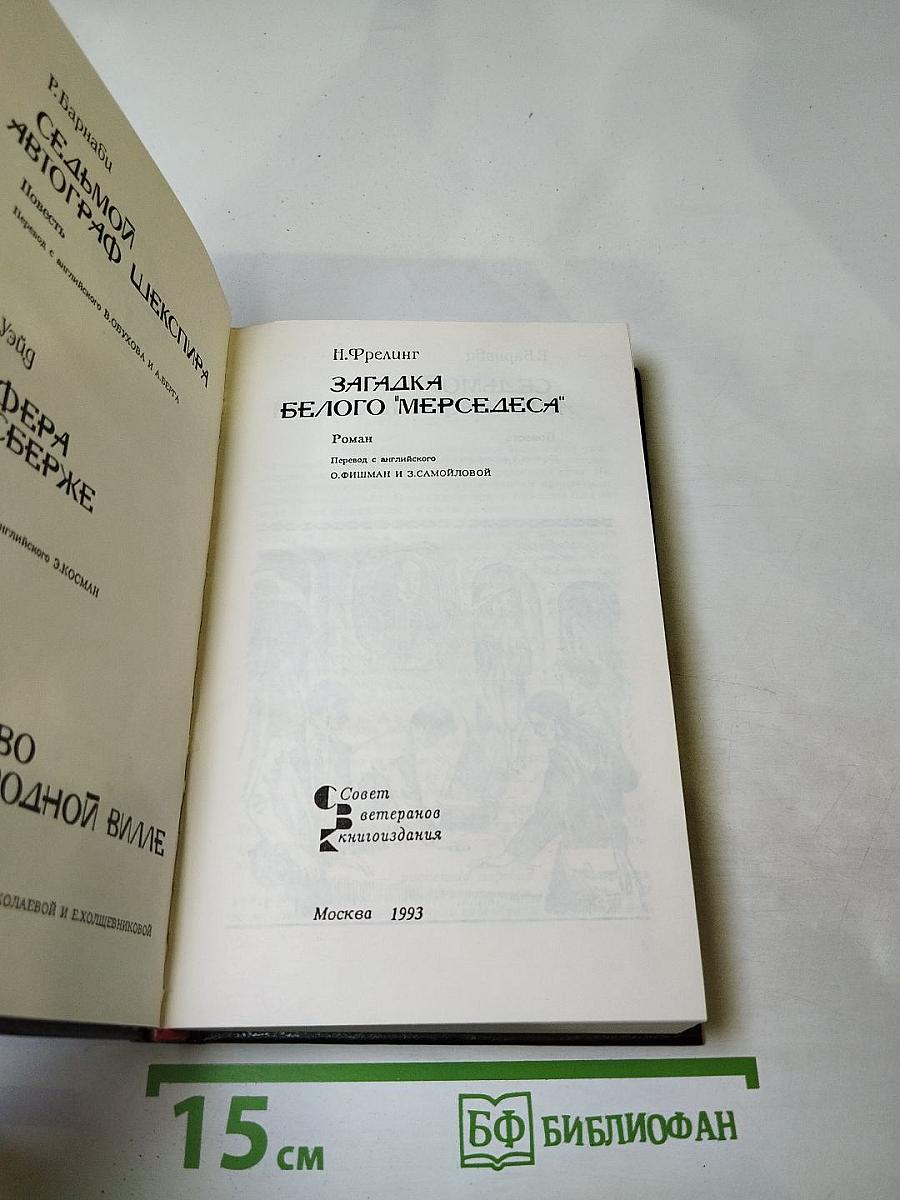 Р. Барнаби
СЕДЬМОЙ
АВТОГРАФ ШЕКСПИРА
Повесть
Перевод с английского В.ОБУХОВА И А.БЕРГА
Уэйд
ФЕРА
СБЕРЖЕ
нглийского Э.КОСМАН
ВО
ОДНОЙ ВИЛЛЕ
КОЛАЕВОЙ И Е.ХОЛЩЕВНИКОВОЙ
Н.Фрелинг
ЗАГАДКА
БЕЛОГО "МЕРСЕДЕСА"
Роман
Перевод с английского
О.ФИШМАН И З.САМОЙЛОВОЙ
Совет
ветеранов
книгоиздания
Москва 1993
15 см
БФ БИБЛИОФАН